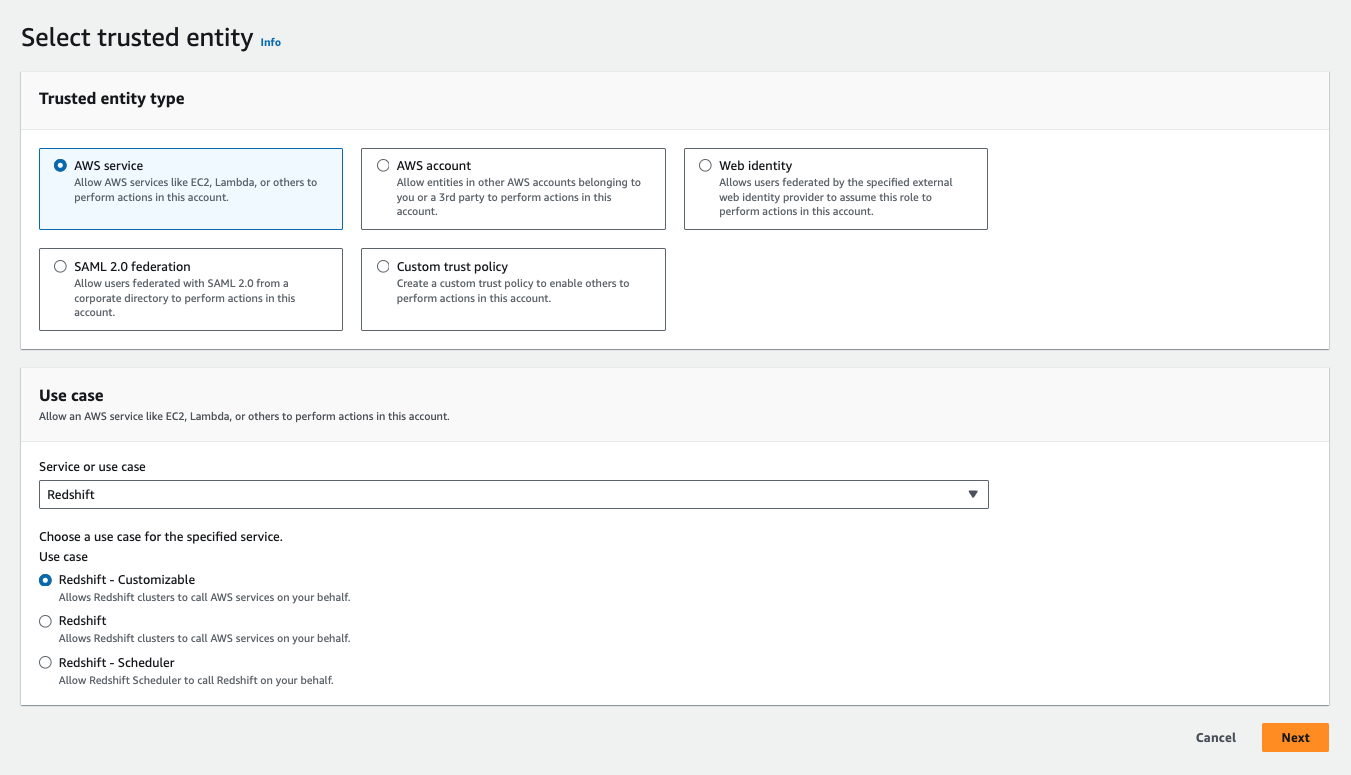 Select trusted entity Info
Trusted entity type
AWS service
Allow AWS services like EC2, Lambda, or others to
perform actions in this account.
AWS account
Allow entities in other AWS accounts belonging to
you or a 3rd party to perform actions in this
account.
Web identity
Allows users federated by the specified external
web identity provider to assume this role to
perform actions in this account.
SAML 2.0 federation
Allow users federated with SAML 2.0 from a
corporate directory to perform actions in this
account.
Custom trust policy
Create a custom trust policy to enable others to
perform actions in this account.
Use case
Allow an AWS service like EC2, Lambda, or others to perform actions in this account.
Service or use case
Redshift
Choose a use case for the specified service.
Use case
Redshift - Customizable
Allows Redshift clusters to call AWS services on your behalf.
Redshift
Allows Redshift clusters to call AWS services on your behalf.
Redshift - Scheduler
Allow Redshift Scheduler to call Redshift on your behalf.
Cancel
Next